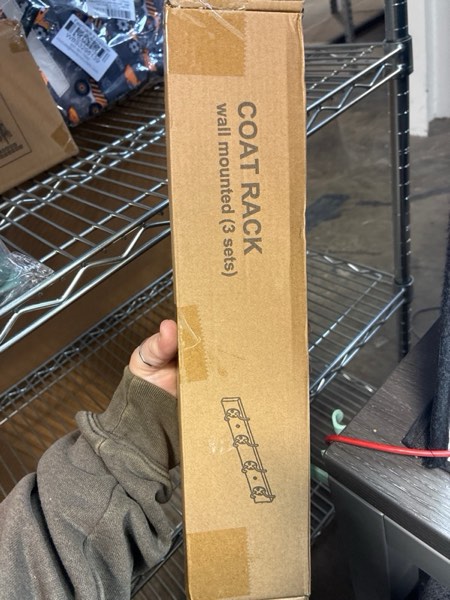 COAT RACK
wall mounted (3 sets)